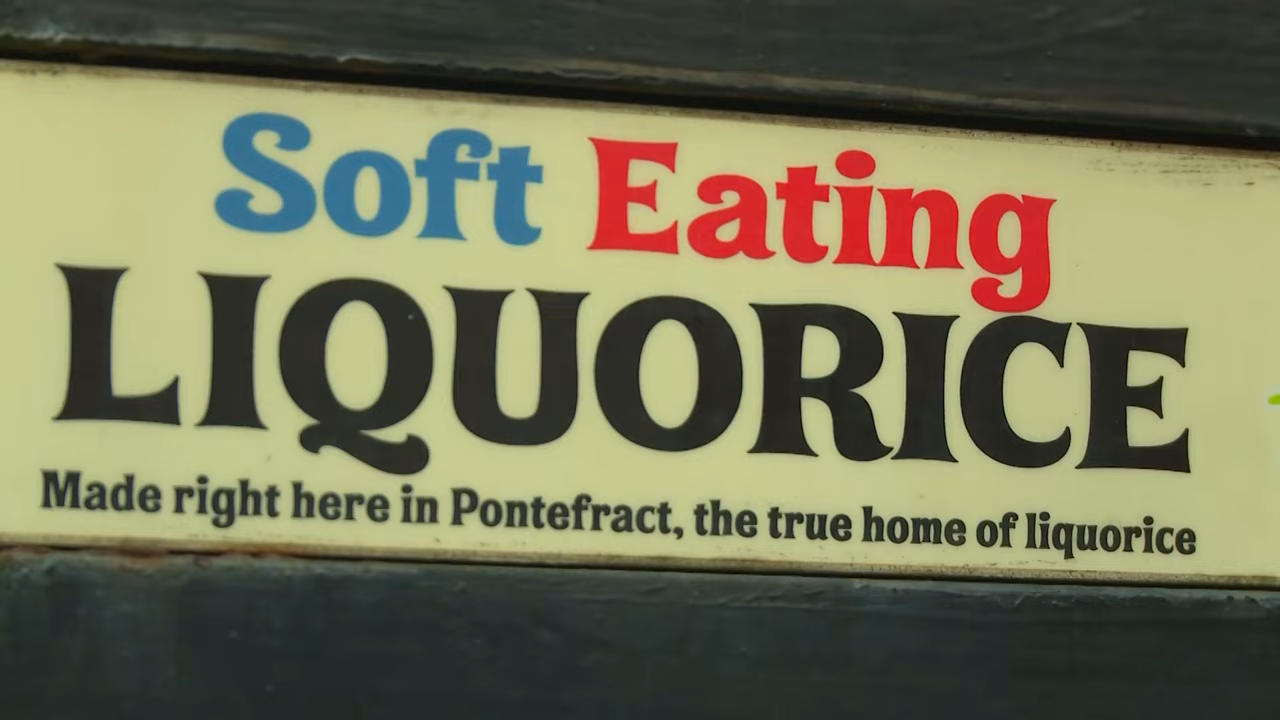 Soft Eating
LIQUORICE
Made right here in Pontefract, the true home of liquorice